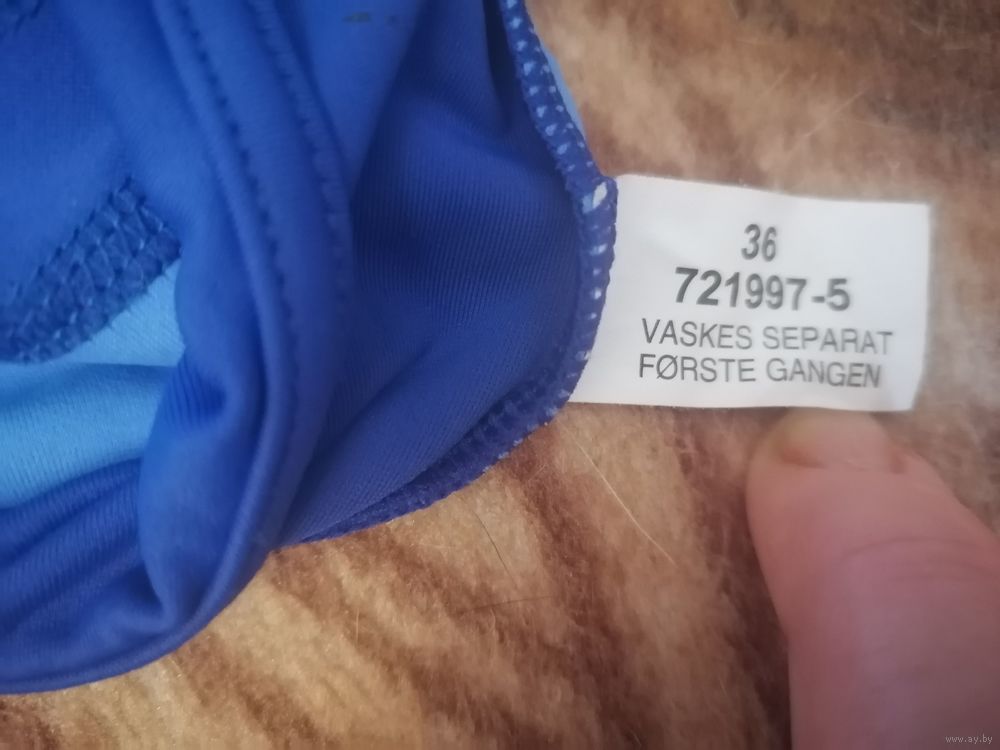 36
721997-5
VASKES SEPARAT
FØRSTE GANGEN
www.ay.by